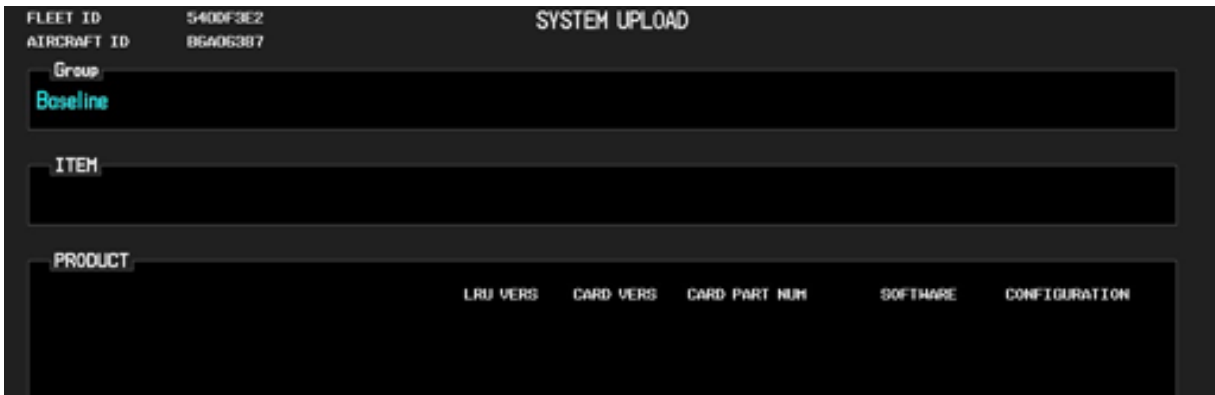 FLEET ID 540DF3E2
SYSTEM UPLOAD
AIRCRAFT ID B6A063B7
Group
Baseline
ITEM
PRODUCT
LRU VERS CARD VERS CARD PART NUM SOFTWARE CONFIGURATION